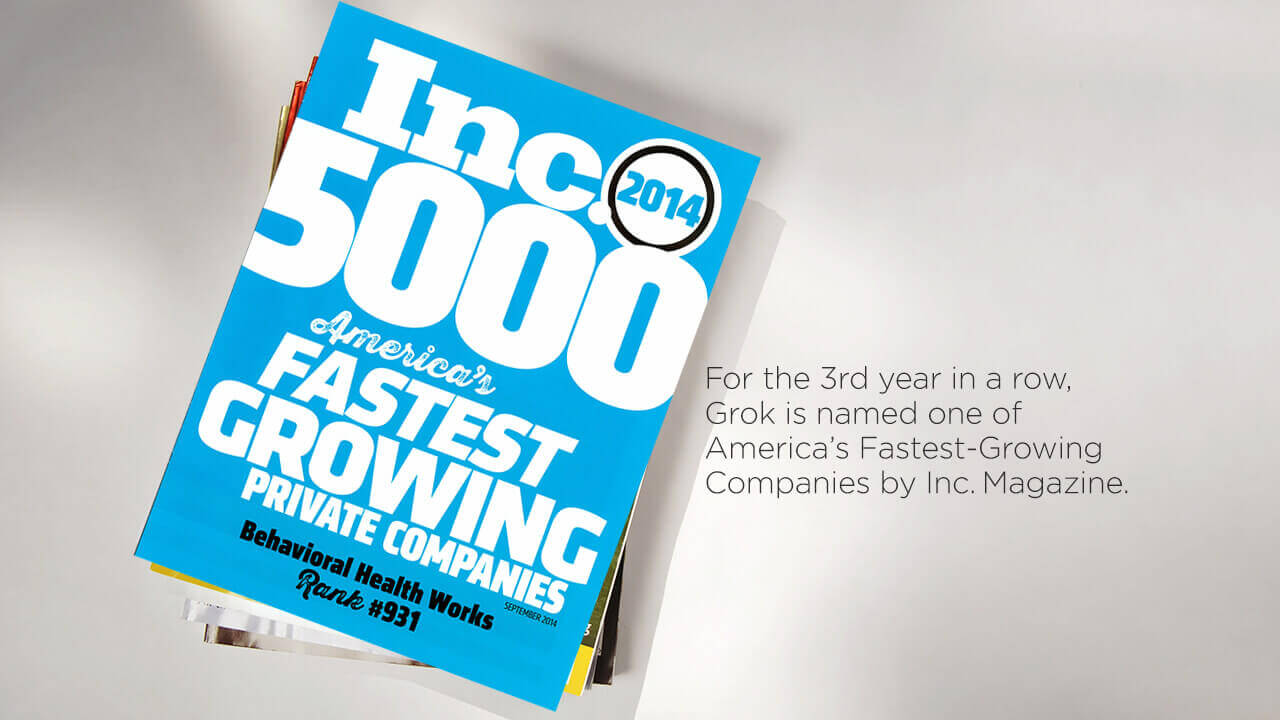 Inc.
2014
5000
America's
FASTEST
GROWING
PRIVATE COMPANIES
Behavioral Health Works
Rank #931
SEPTEMBER 2014
3
For the 3rd year in a row,
Grok is named one of
America's Fastest-Growing
Companies by Inc. Magazine.